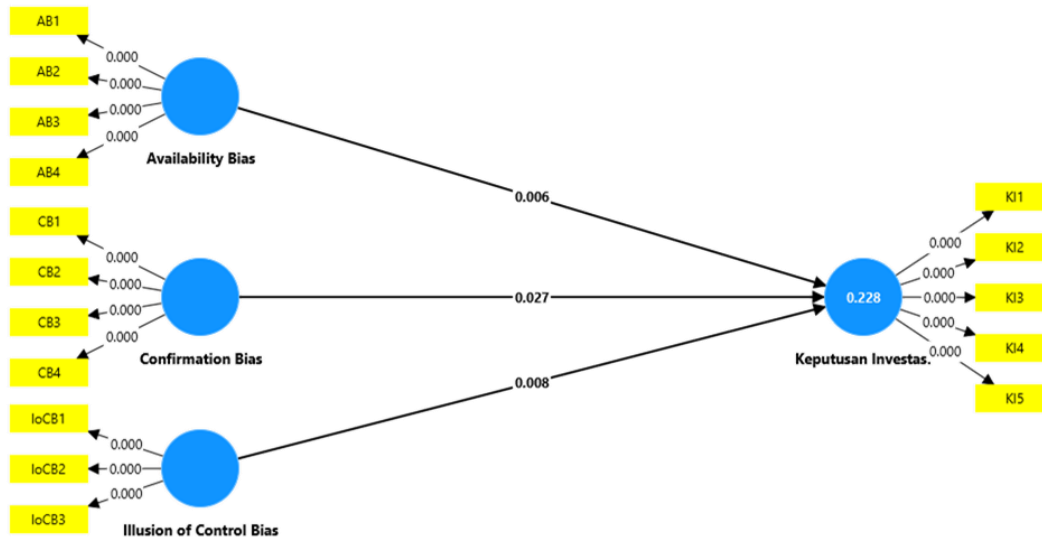 AB1
0.000
AB2
0.000
0.000
AB3
0.000
AB4
Availability Bias
0.006
CB1
0.000
CB2
0.000
0.000
CB3
0.000
CB4
Confirmation Bias
0.027
IoCB1
0.000
IoCB2
0.000
0.000
IoCB3
Illusion of Control Bias
0.008
0.228
Keputusan Investas.
KI1
0.000
KI2
0.000
0.000
KI3
0.000
KI4
0.000
KI5